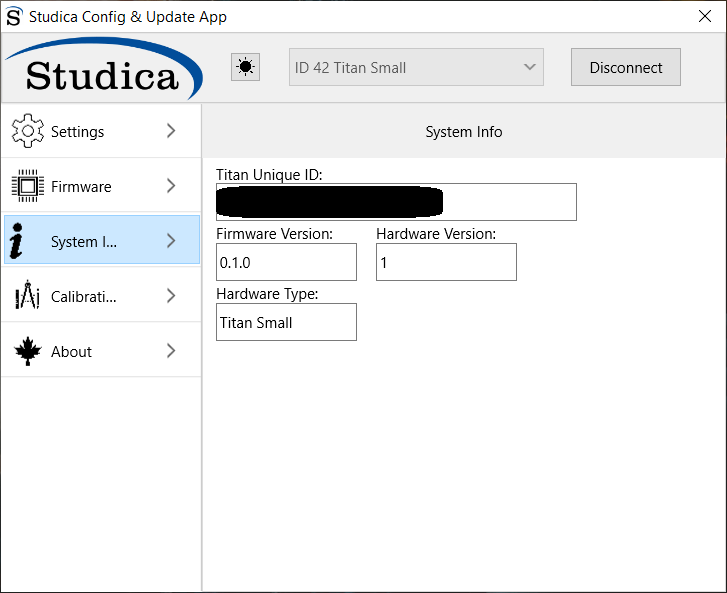 Studica Config & Update App
Studica
ID 42 Titan Small
Disconnect
Settings
Firmware
System I...
Calibrati...
About
System Info
Titan Unique ID:
Firmware Version:
Hardware Version:
0.1.0
1
Hardware Type:
Titan Small